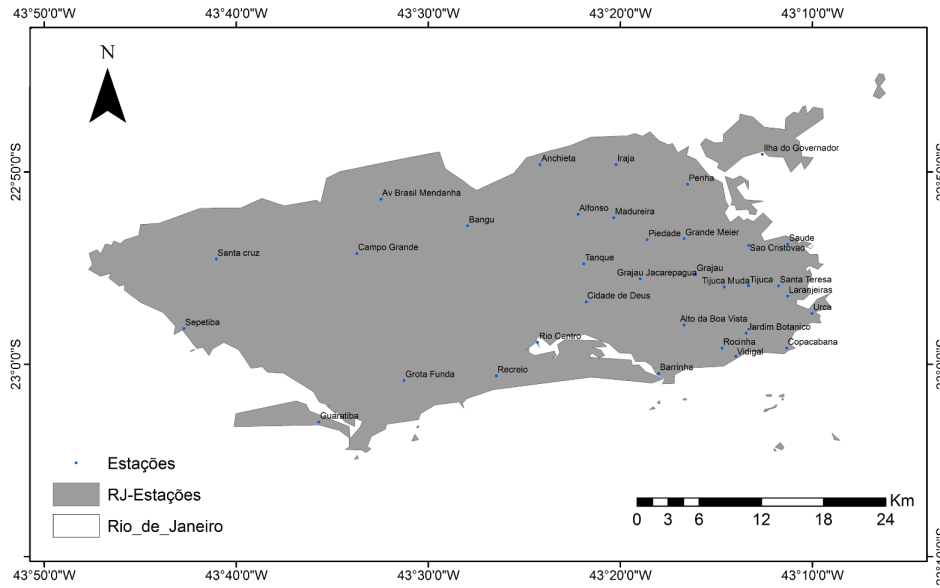 43°50'0"W 43°40'0"W 43°30'0"W 43°20'0"W 43°10'0"W
N
Ilha do Governador
22°50'0"S
Anchieta
Iraja
Penha
Av Brasil Mendanha
Alfonso
Madureira
Bangu
Piedade
Grande Meier
Saude
Sao Cristovao
Santa cruz
Campo Grande
Tanque
Grajau
Grajau Jacarepagua
Tijuca Muda
Tijuca
Santa Teresa
Laranjeiras
Cidade de Deus
Urca
Sepetiba
Alto da Boa Vista
Jardim Botanico
Rio Centro
Rocinha
Copacabana
Vidigal
23°0'0"S
Grota Funda
Recreio
Barrinha
Guaratiba
Estações
RJ-Estações
Rio_de_Janeiro
Km
0 3 6 12 18 24
43°50'0"W 43°40'0"W 43°30'0"W 43°20'0"W 43°10'0"W